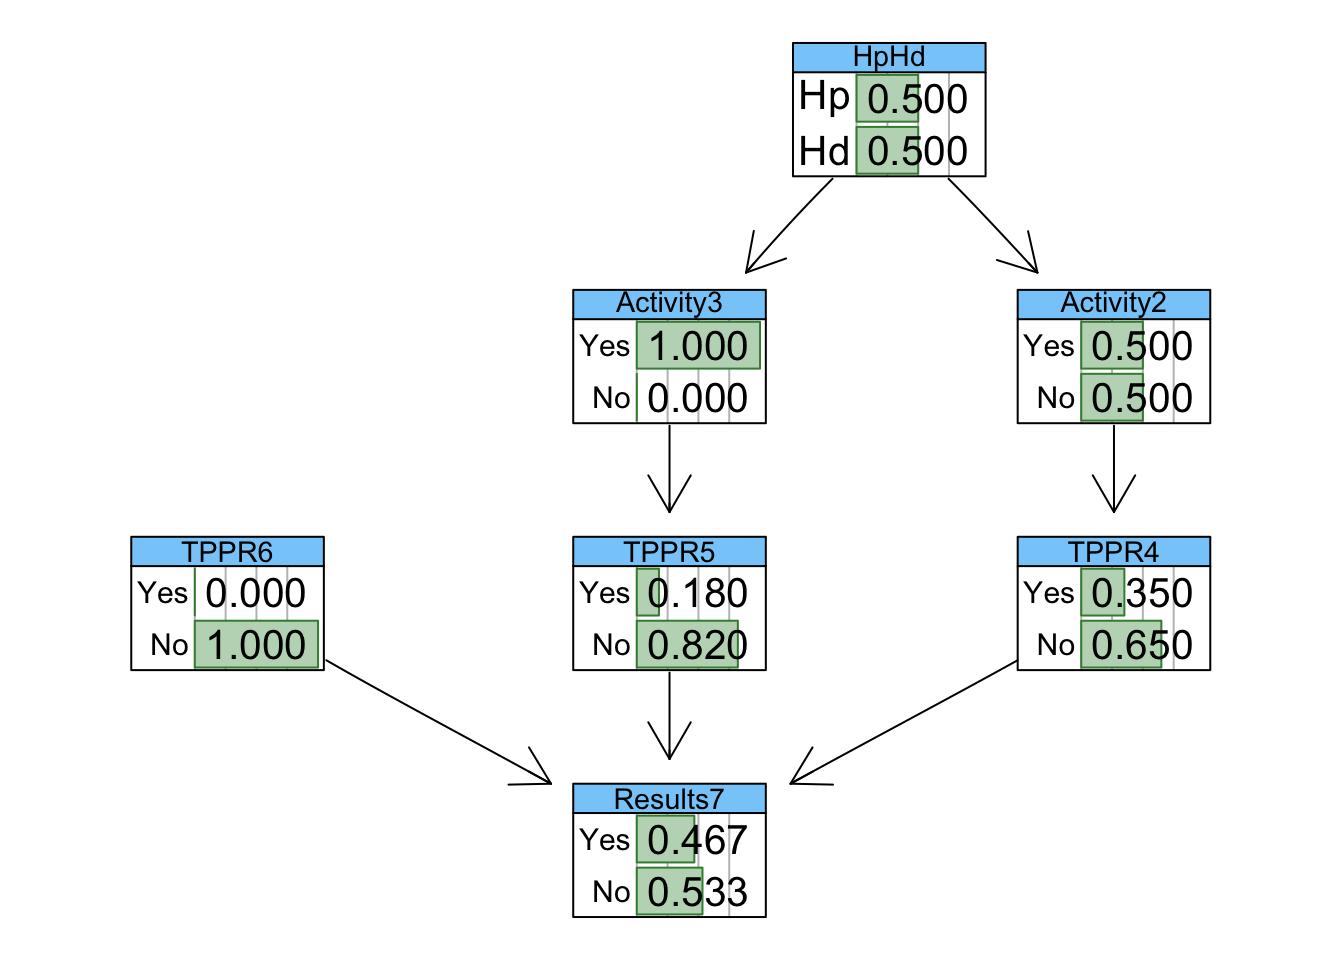 HpHd
Hp 0.500
Hd 0.500
Activity3
Yes 1.000
No 0.000
Activity2
Yes 0.500
No 0.500
TPPR6
Yes 0.000
No 1.000
TPPR5
Yes 0.180
No 0.820
TPPR4
Yes 0.350
No 0.650
Results7
Yes 0.467
No 0.533